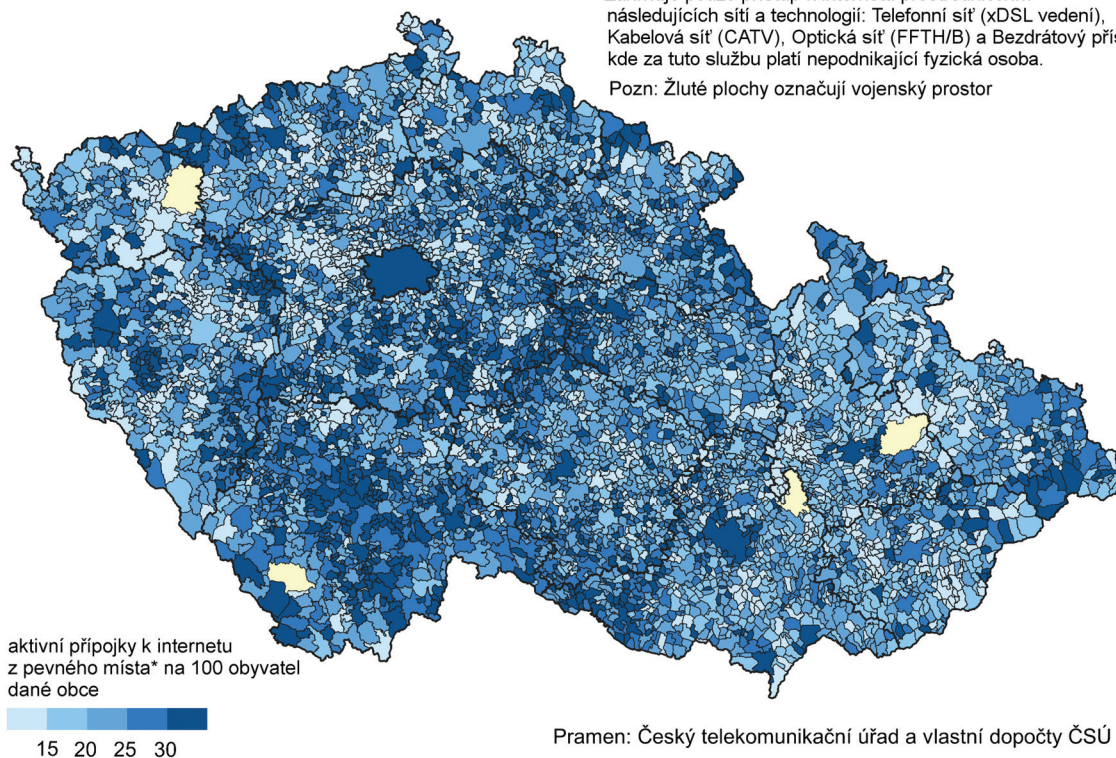 následujících sítí a technologií: Telefonní síť (xDSL vedení),
Kabelová síť (CATV), Optická síť (FFTH/B) a Bezdrátový
kde za tuto službu platí nepodnikající fyzická osoba.
Pozn: Žluté plochy označují vojenský prostor
aktivní přípojky k internetu
z pevného místa* na 100 obyvatel
dané obce
15 20 25 30
Pramen: Český telekomunikační úřad a vlastní dopočty ČSÚ